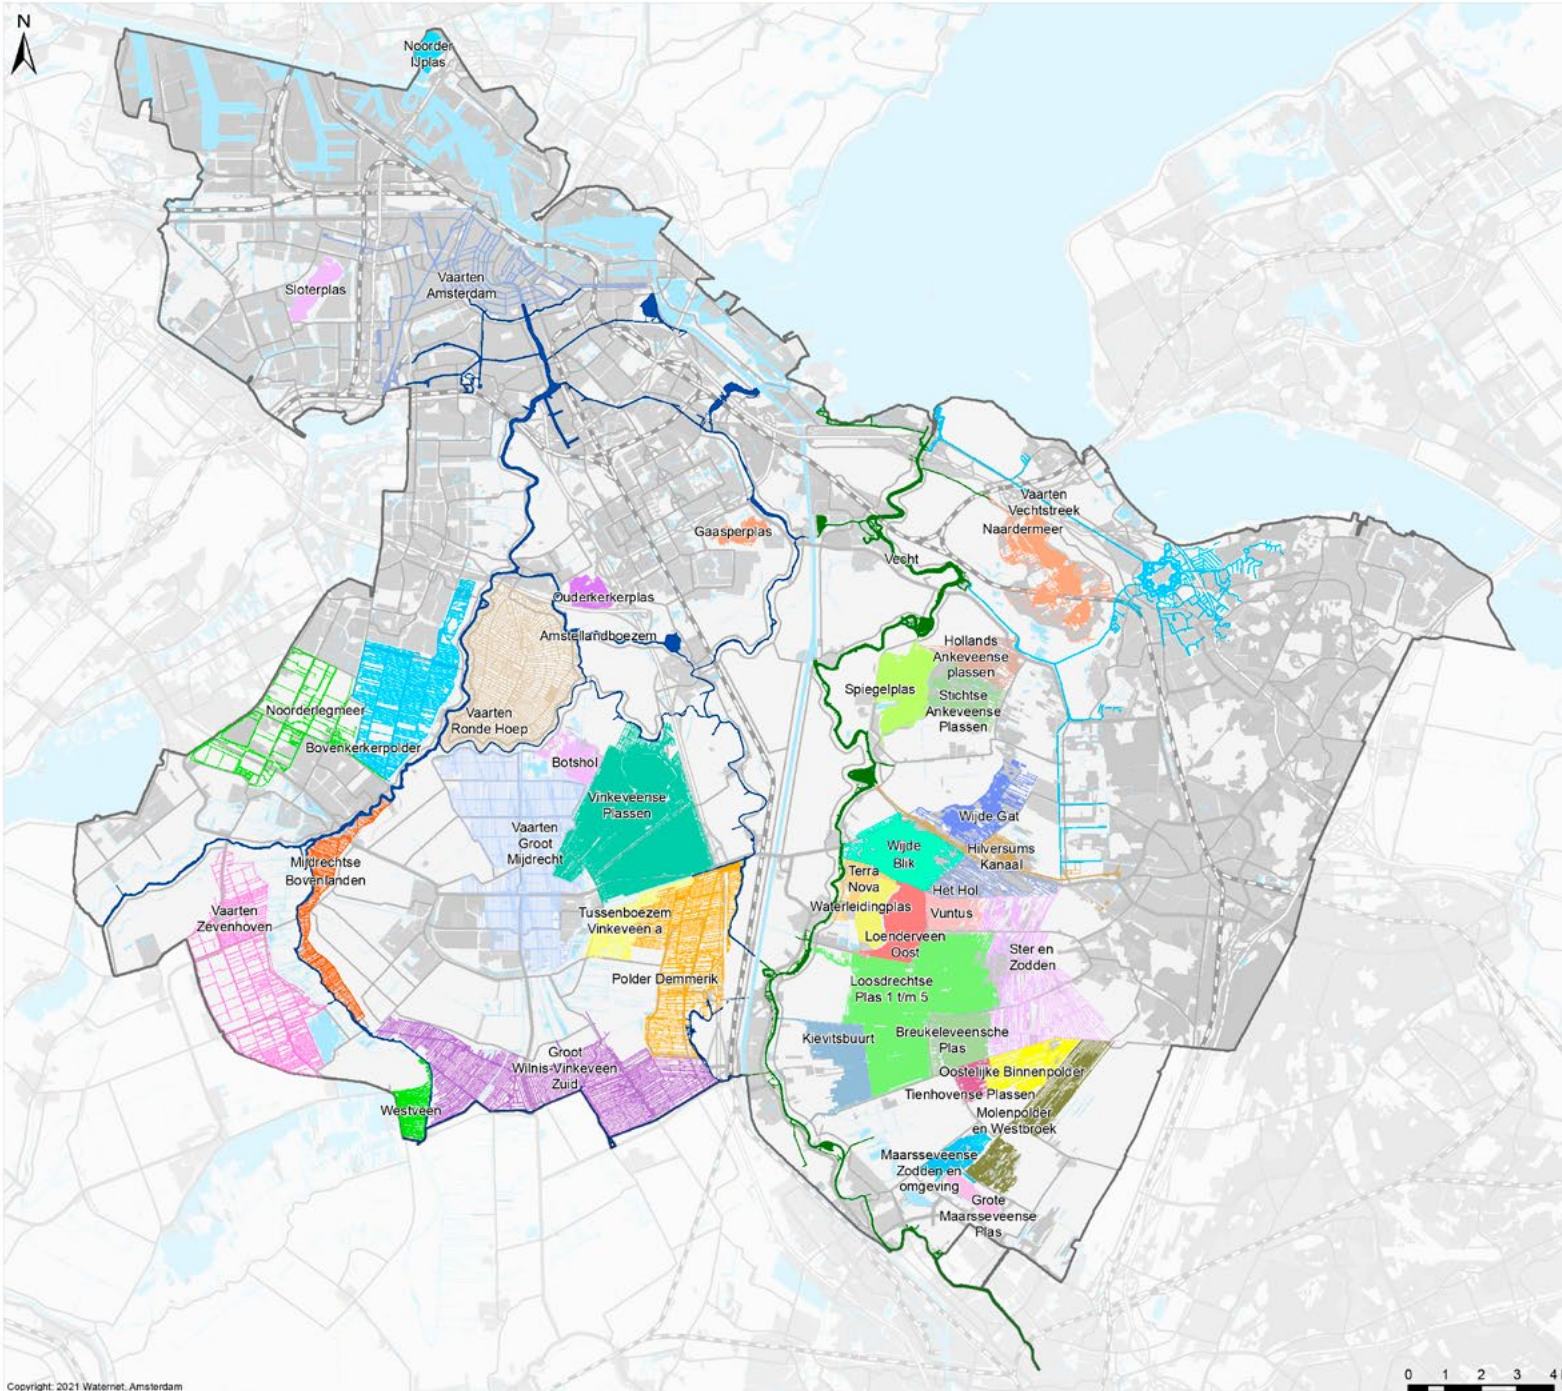 N
Noorder
IJplas
Sloterplas
Vaarten
Amsterdam
Gaasperplas
Vaarten
Vechtstreek
Naardermeer
Vecht
Ouderkerkerplas
Amstellandboezem
Hollands
Ankeveense
plassen
Spiegelplas
Stichtse
Ankeveense
Plassen
Noorderlegmeer
Vaarten
Ronde Hoep
Bovenkerkerpolder
Botshol
Vinkeveense
Plassen
Vaarten
Groot
Mijdrecht
Wijde Gat
Wijde
Blik
Hilversums
Kanaal
Mijdrechtse
Bovenlanden
Terra
Nova
Het Hol
Waterleidingplas
Vuntus
Vaarten
Zevenhoven
Tussenboezem
Vinkeveen a
Loenderveen
Oost
Ster en
Zodden
Polder Demmerik
Loosdrechtse
Plas 1 t/m 5
Kievitsbuurt
Breukeleveensche
Plas
Groot
Wilnis-Vinkeveen
Zuid
Oostelijke Binnenpolder
Tienhovense Plassen
Westveen
Molenpolder
en Westbroek
Maarsseveense
Zodden en
omgeving
Grote
Maarsseveense
Plas
0 1 2 3 4
Copyright: 2021 Waternet, Amsterdam